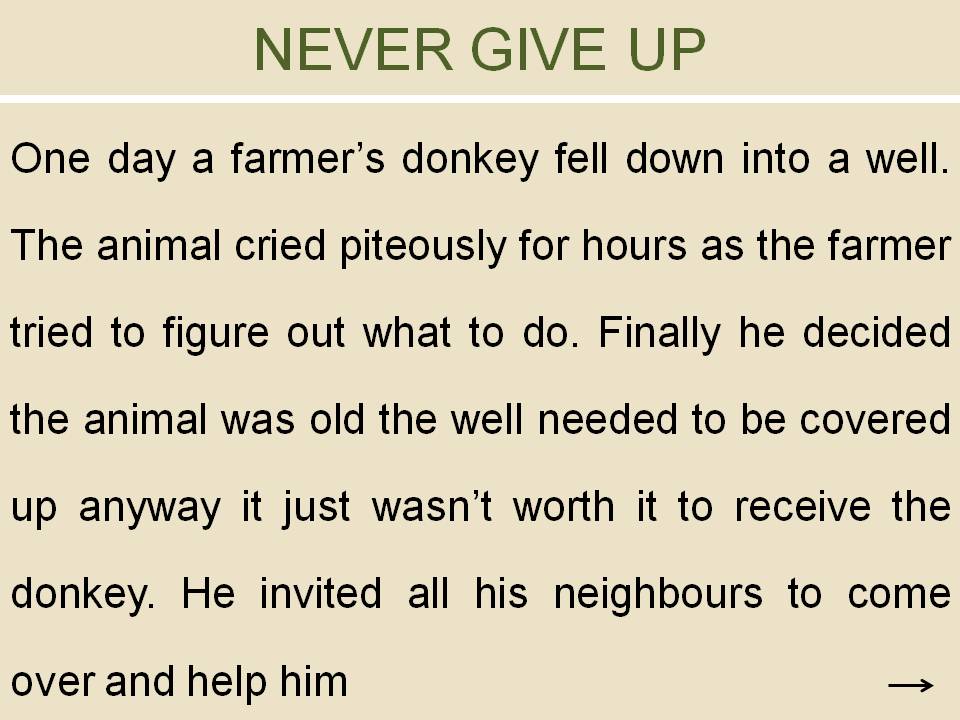 NEVER GIVE UP
One day a farmer’s donkey fell down into a well.
The animal cried piteously for hours as the farmer
tried to figure out what to do. Finally he decided
the animal was old the well needed to be covered
up anyway it just wasn’t worth it to receive the
donkey. He invited all his neighbours to come
over and help him